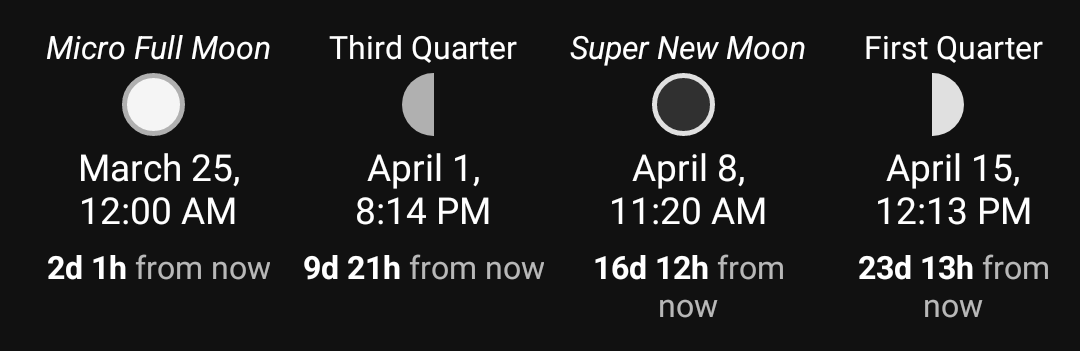 Micro Full Moon
March 25,
12:00 AM
2d 1h from now
Third Quarter
April 1,
8:14 PM
9d 21h from now
Super New Moon
April 8,
11:20 AM
16d 12h from
now
First Quarter
April 15,
12:13 PM
23d 13h from
now